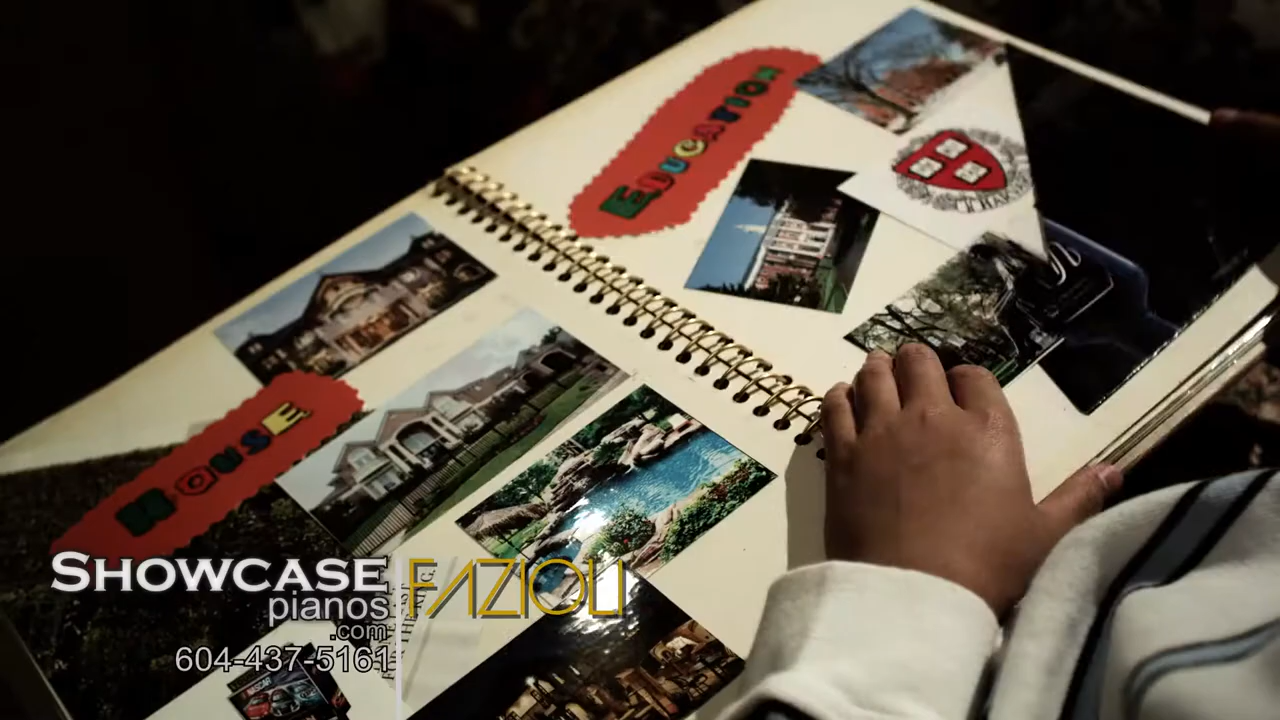 EDUCATION
HOUSE
SHOWCASE
pianos
.com
604-437-5161
FAZIOLI